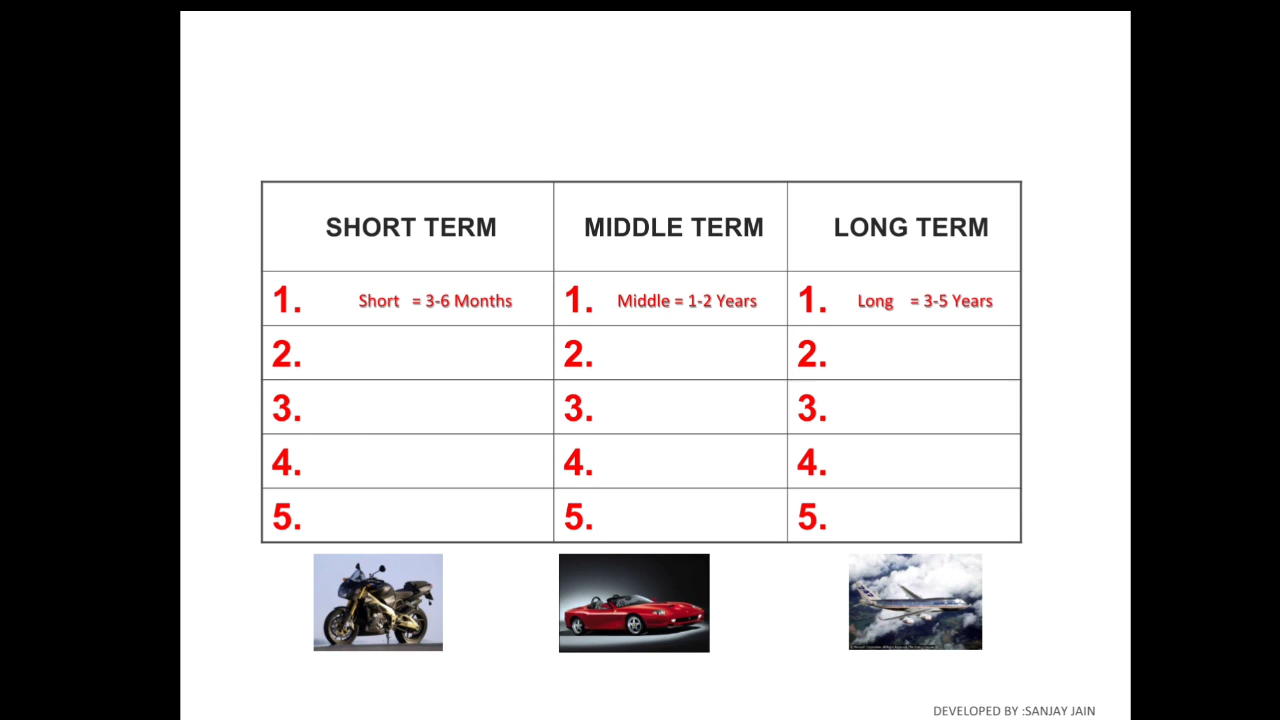 SHORT TERM MIDDLE TERM LONG TERM
1. Short = 3-6 Months 1. Middle = 1-2 Years 1. Long = 3-5 Years
2. 2. 2.
3. 3. 3.
4. 4. 4.
5. 5. 5.
DEVELOPED BY :SANJAY JAIN